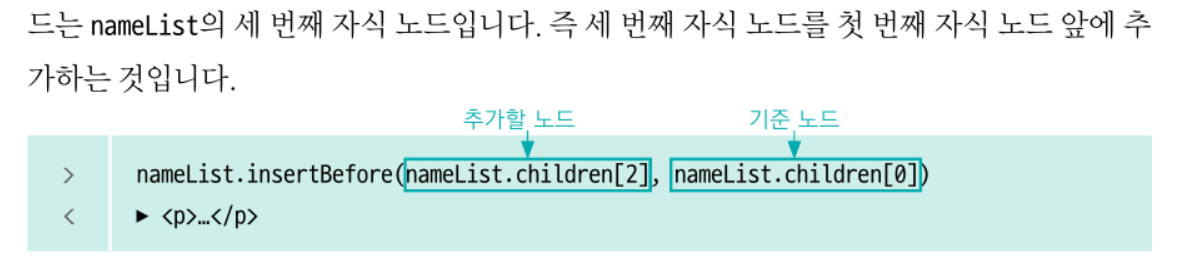 드는 nameList의 세 번째 자식 노드입니다. 즉 세 번째 자식 노드를 첫 번째 자식 노드 앞에 추
가하는 것입니다.
추가할 노드 기준 노드
> nameList.insertBefore(nameList.children[2], nameList.children[0])
< ▶ <p>…</p>